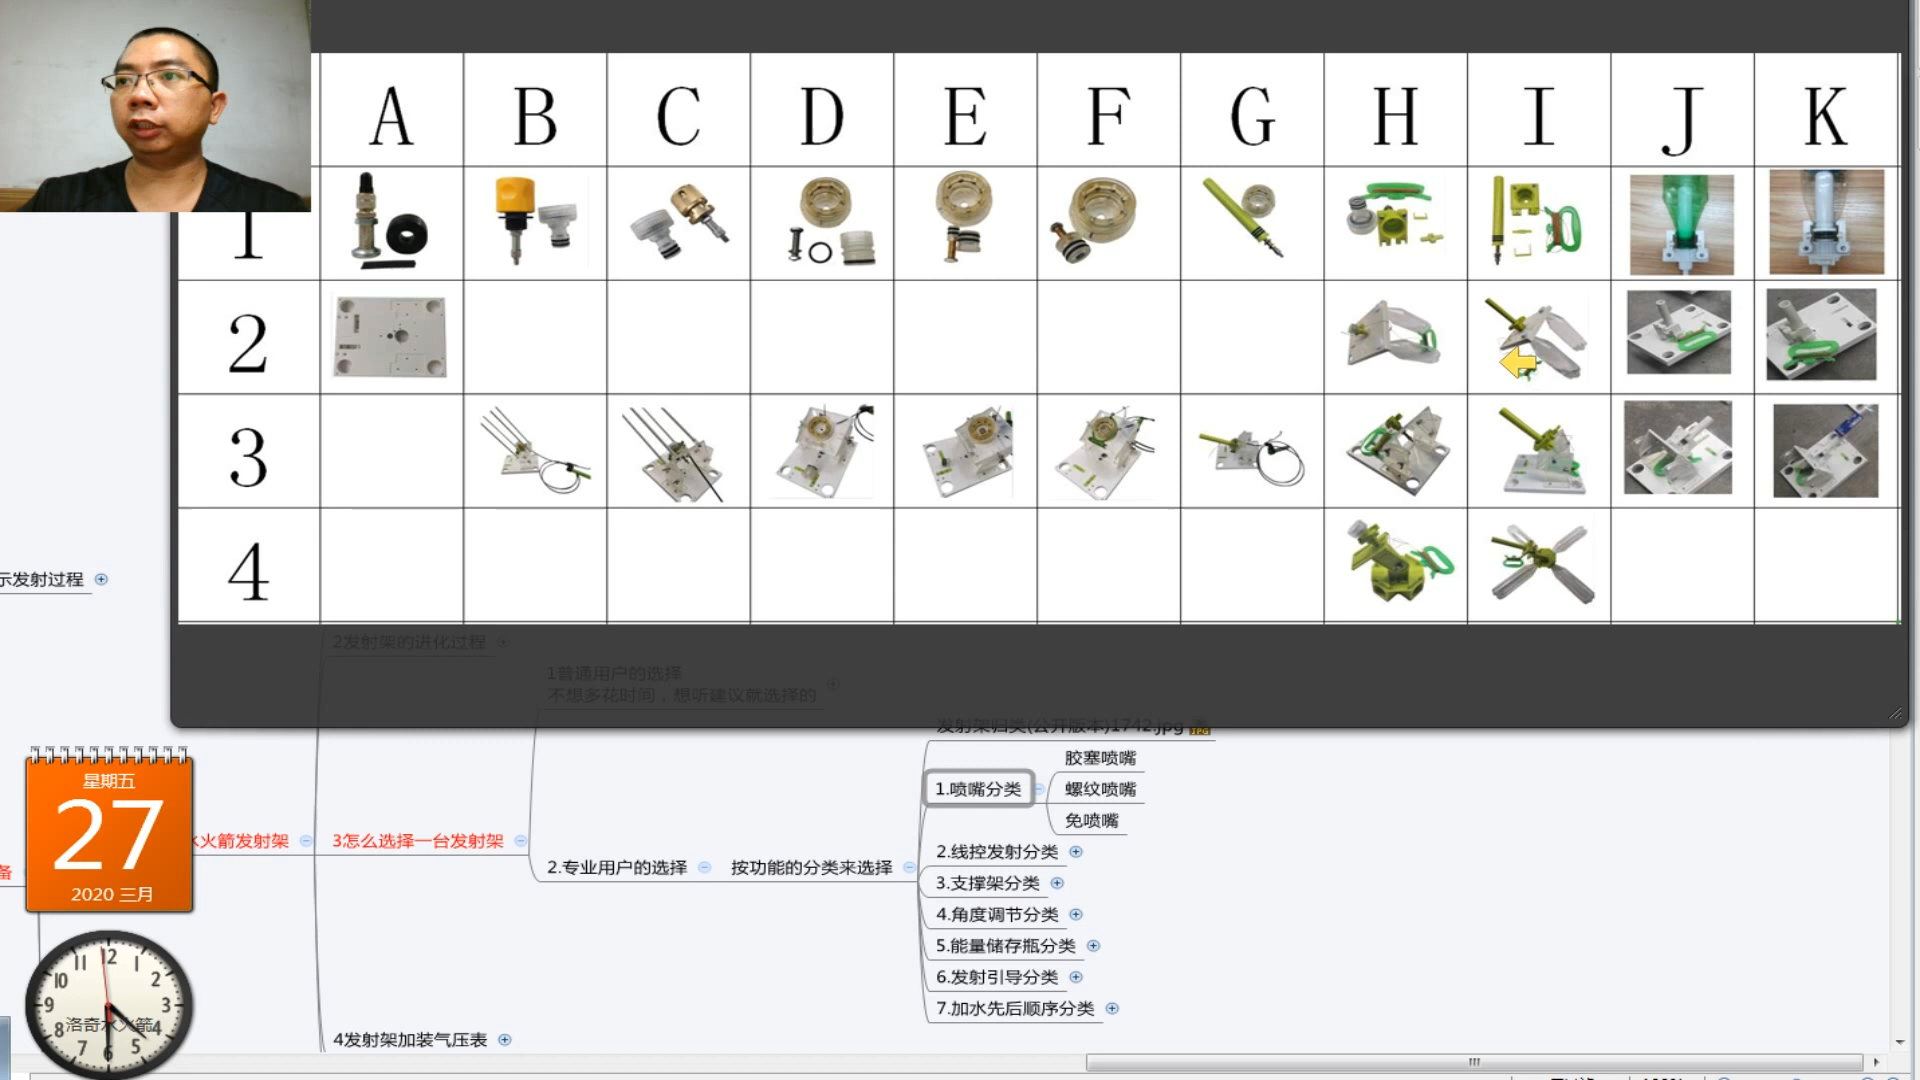 A B C D E F G H I J K
1
2
3
4
示发射过程
2发射架的进化过程
1普通用户的选择
不想多花时间，想听建议就选择的
发射架归类(公开版本)1742.jpg
胶塞喷嘴
1.喷嘴分类
螺纹喷嘴
免喷嘴
火箭发射架
3怎么选择一台发射架
2.专业用户的选择
按功能的分类来选择
2.线控发射分类
3.支撑架分类
4.角度调节分类
5.能量储存瓶分类
6.发射引导分类
7.加水先后顺序分类
4发射架加装气压表
备
星期五
27
2020 三月
12
1
2
3
4
5
6
7
8
9
10
11
洛奇水火箭